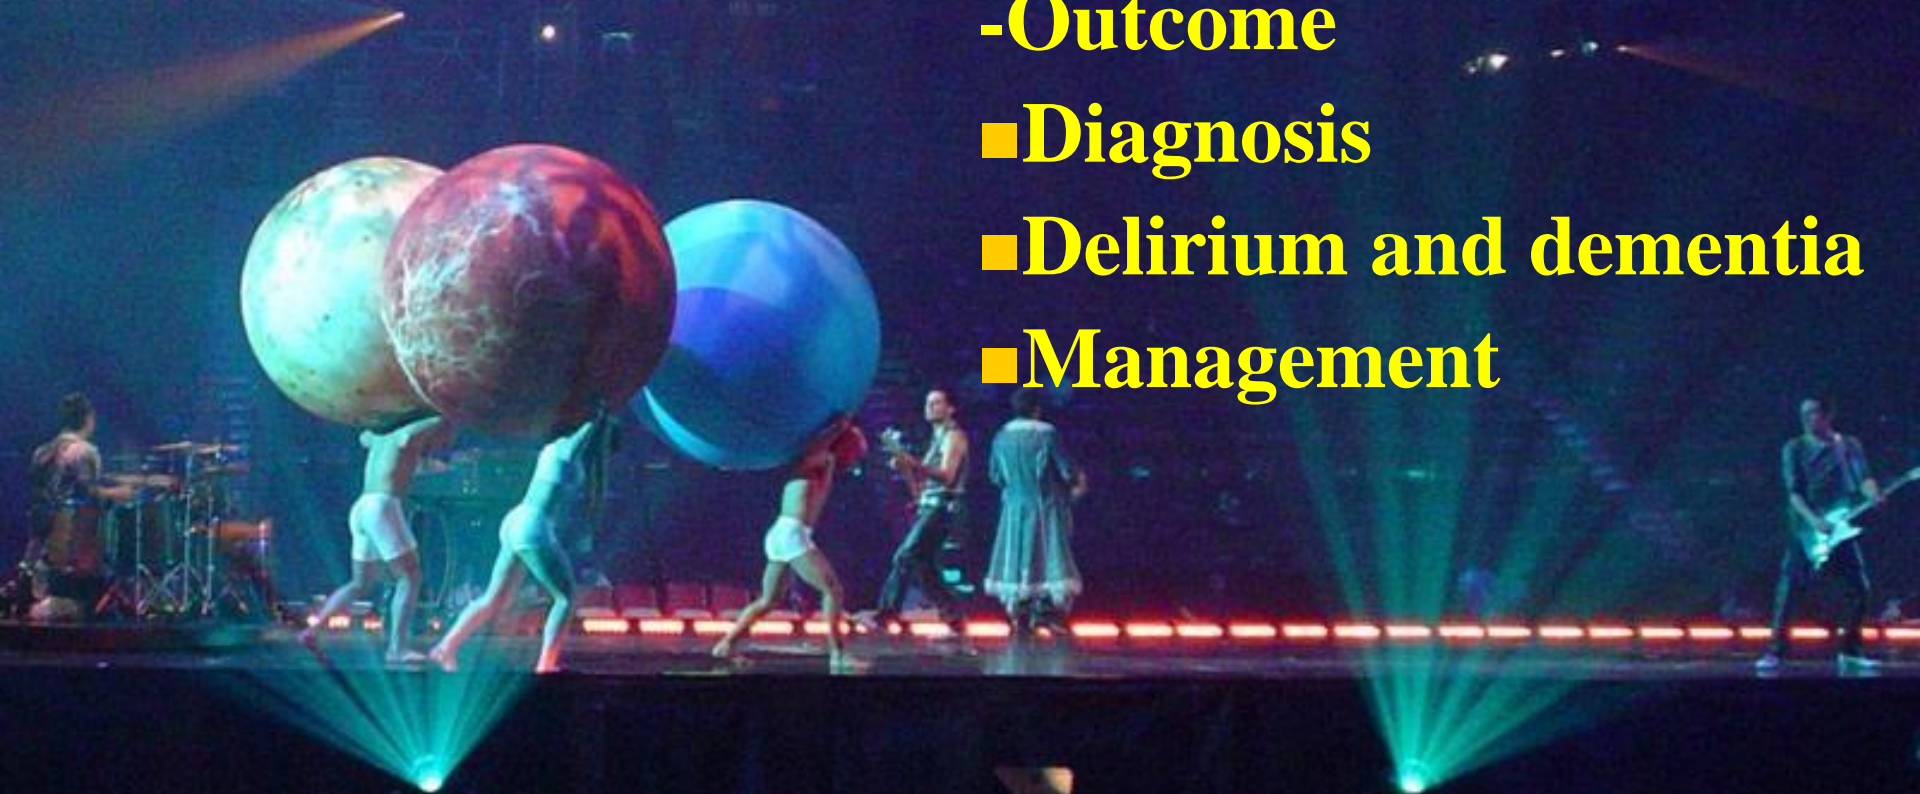 -Outcome
■Diagnosis
■Delirium and dementia
■Management